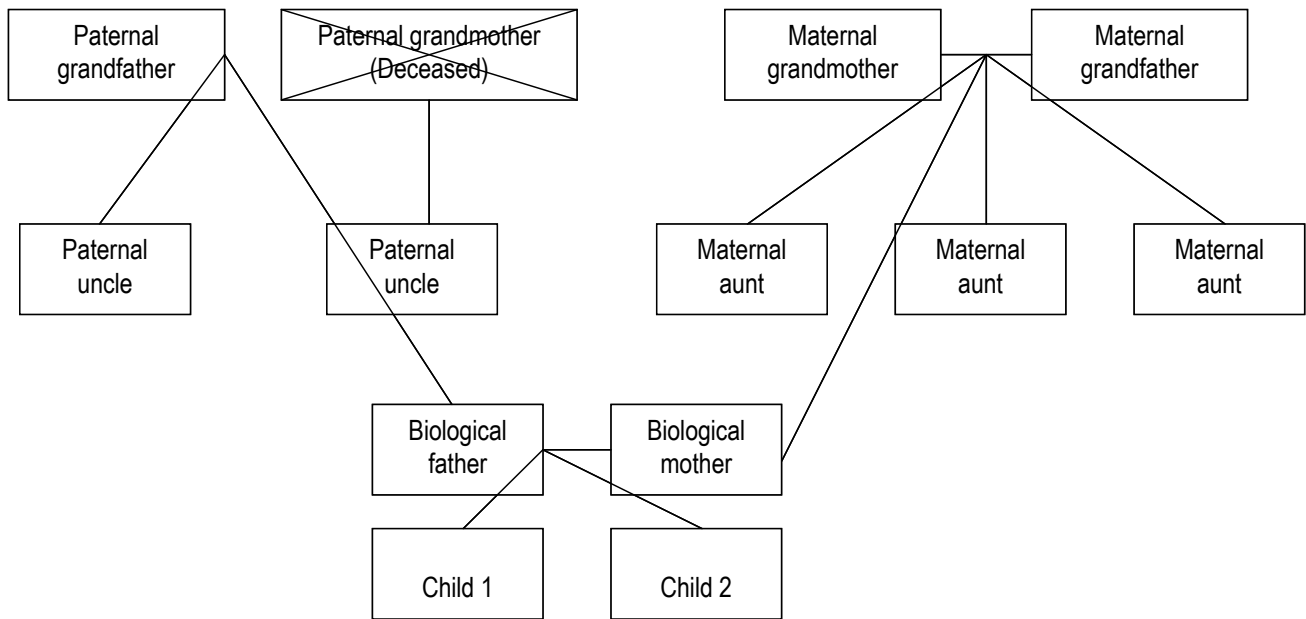 Paternal
grandfather
Paternal grandmother
(Deceased)
Maternal
grandmother
Maternal
grandfather
Paternal
uncle
Paternal
uncle
Maternal
aunt
Maternal
aunt
Maternal
aunt
Biological
father
Biological
mother
Child 1
Child 2